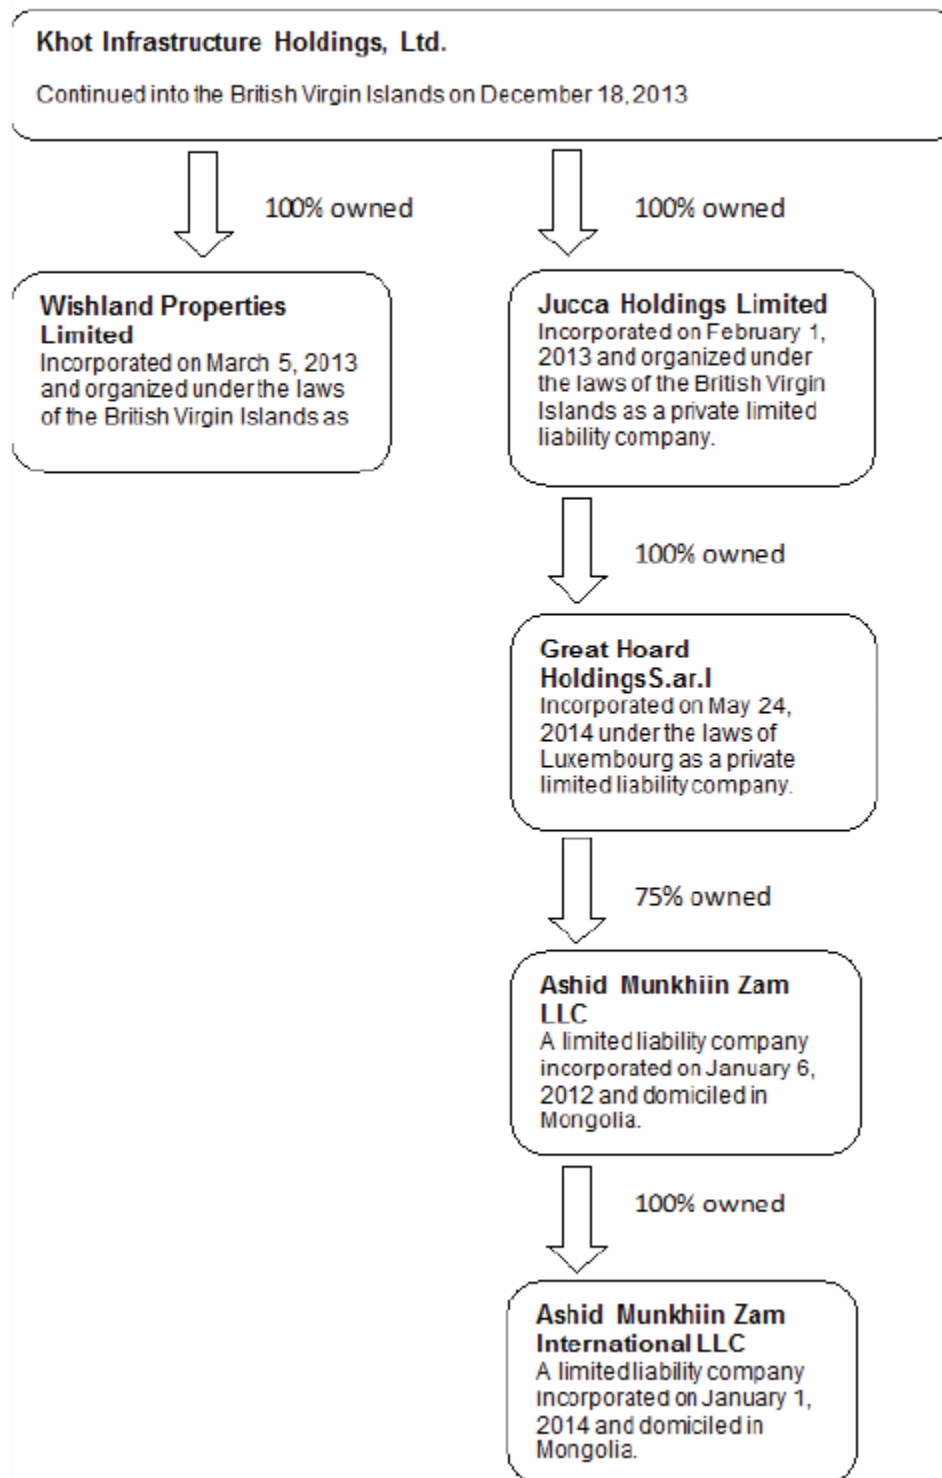 Khot Infrastructure Holdings, Ltd.
Continued into the British Virgin Islands on December 18, 2013
100% owned
100% owned
Wishland Properties
Limited
Incorporated on March 5, 2013
and organized under the laws
of the British Virgin Islands as
Jucca Holdings Limited
Incorporated on February 1,
2013 and organized under
the laws of the British Virgin
Islands as a private limited
liability company.
100% owned
Great Hoard
Holdings S.ar.l
Incorporated on May 24,
2014 under the laws of
Luxembourg as a private
limited liability company.
75% owned
Ashid Munkhiin Zam
LLC
A limited liability company
incorporated on January 6,
2012 and domiciled in
Mongolia.
100% owned
Ashid Munkhiin Zam
International LLC
A limited liability company
incorporated on January 1,
2014 and domiciled in
Mongolia.